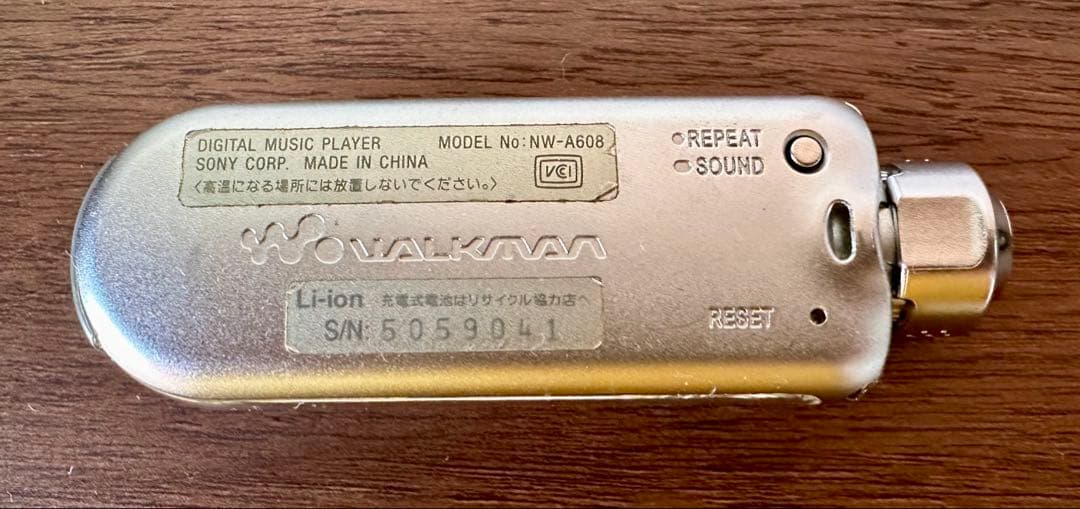 DIGITAL MUSIC PLAYER MODEL No: NW-A608
SONY CORP. MADE IN CHINA
〈高温になる場所には放置しないでください。〉
VCI
REPEAT
SOUND
WALKMAN
Li-ion 充電式電池はリサイクル協力店へ
S/N: 5059041
RESET